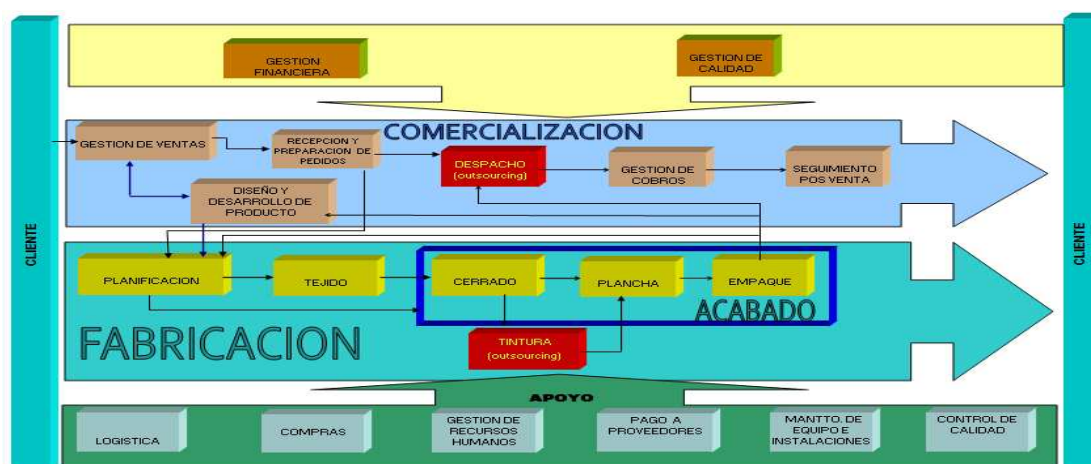 GESTION
FINANCIERA
GESTION DE
CALIDAD
COMERCIALIZACION
GESTION DE VENTAS
RECEPCION Y
PREPARACION DE
PEDIDOS
DESPACHO
(outsourcing)
GESTION DE
COBROS
SEGUIMIENTO
POS VENTA
DISEÑO Y
DESARROLLO DE
PRODUCTO
CLIENTE
CLIENTE
PLANIFICACION
TEJIDO
CERRADO
PLANCHA
EMPAQUE
ACABADO
FABRICACION
TINTURA
(outsourcing)
APOYO
LOGISTICA
COMPRAS
GESTION DE
RECURSOS
HUMANOS
PAGO A
PROVEEDORES
MANTTO. DE
EQUIPO E
INSTALACIONES
CONTROL DE
CALIDAD